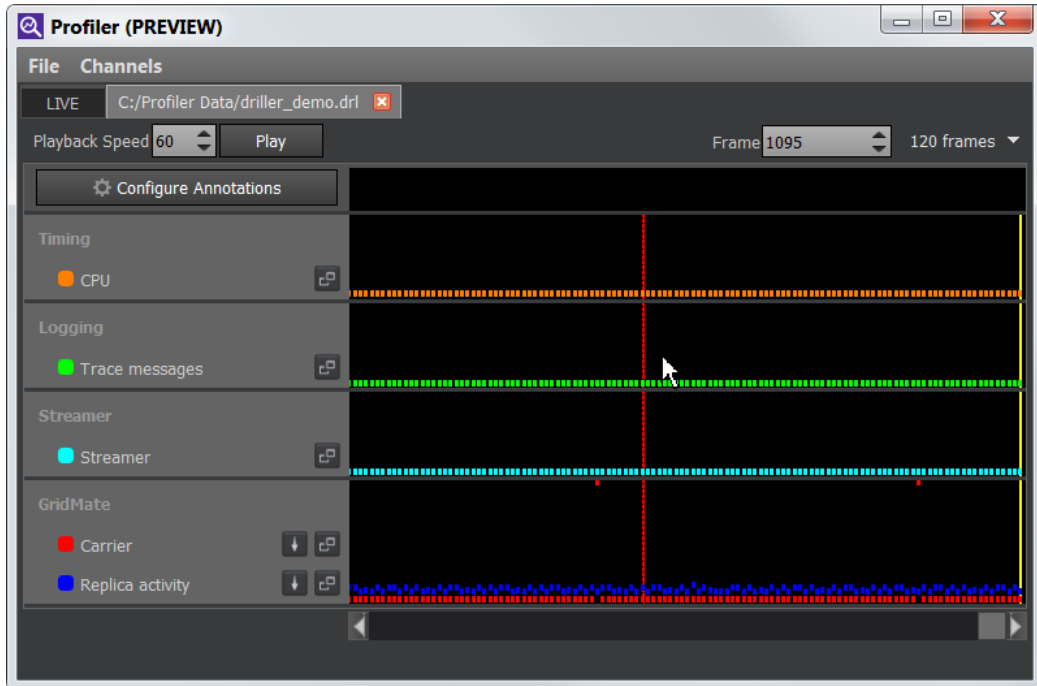 Profiler (PREVIEW)
File Channels
LIVE C:/Profiler Data/driller_demo.drl
Playback Speed 60 Play Frame 1095 120 frames
Configure Annotations
Timing
CPU
Logging
Trace messages
Streamer
Streamer
GridMate
Carrier
Replica activity